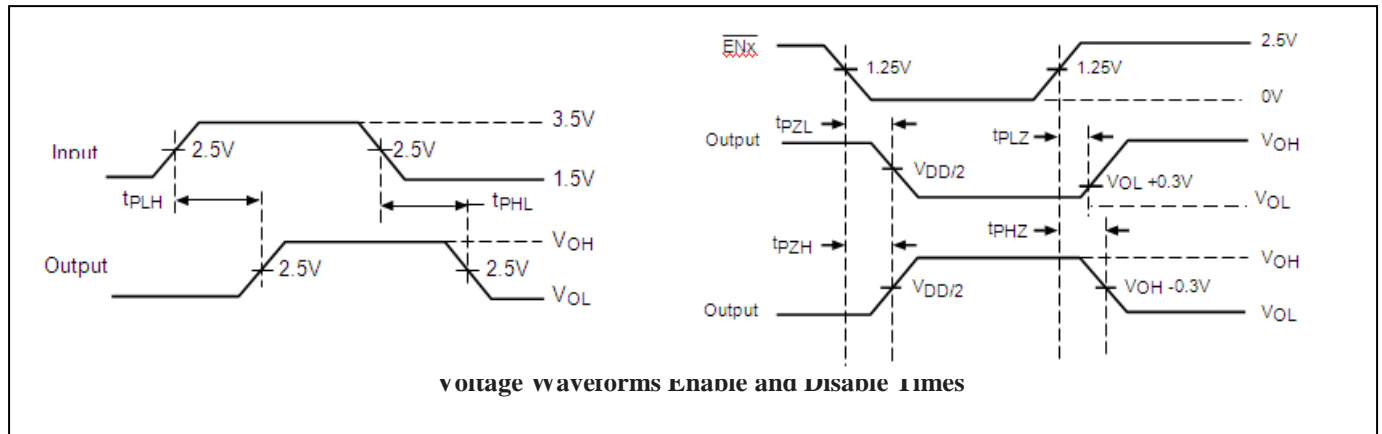 Input
2.5V
2.5V
3.5V
1.5V
tPLH
tPHL
Output
2.5V
2.5V
VOH
VOL
ENx
1.25V
1.25V
2.5V
0V
Output
tPZL
VDD/2
tPLZ
VOL +0.3V
VOH
VOL
Output
tPZH
VDD/2
tPHZ
VOH -0.3V
VOH
VOL
Voltage Waveforms Enable and Disable Times